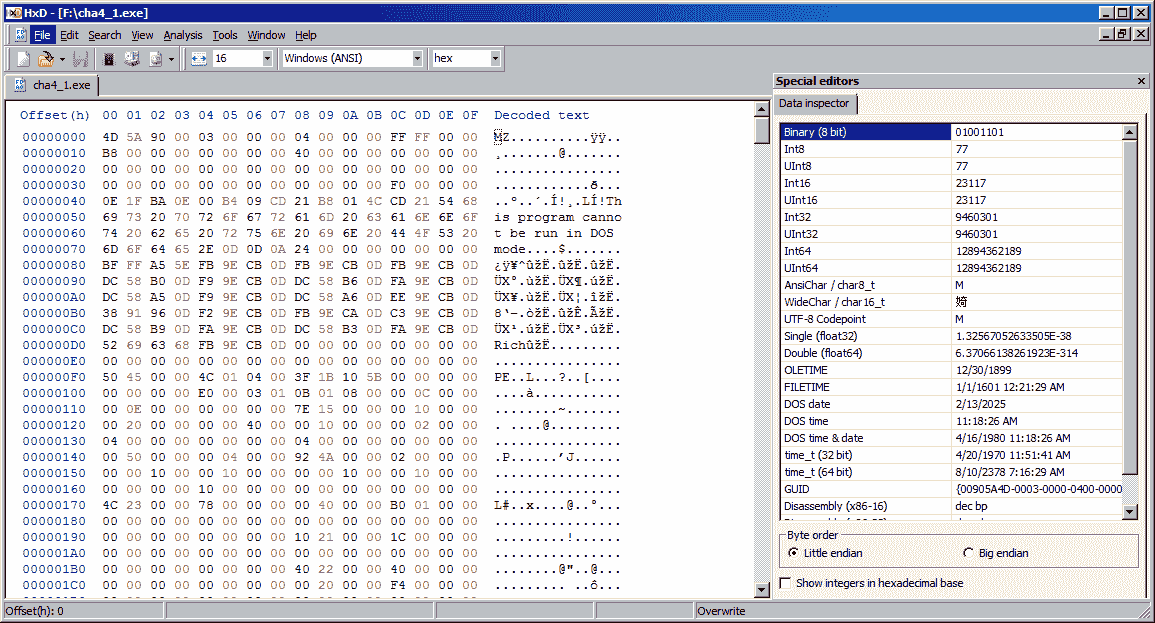 HxD - [F:\cha4_1.exe]
File Edit Search View Analysis Tools Window Help
16 Windows (ANSI) hex
cha4_1.exe
Offset(h) 00 01 02 03 04 05 06 07 08 09 0A 0B 0C 0D 0E 0F Decoded text
00000000 4D 5A 90 00 03 00 00 00 04 00 00 00 FF FF 00 00 MZ..........ÿÿ..
00000010 B8 00 00 00 00 00 00 00 40 00 00 00 00 00 00 00 ¸.......@.......
00000020 00 00 00 00 00 00 00 00 00 00 00 00 00 00 00 00 ................
00000030 00 00 00 00 00 00 00 00 00 00 00 00 F0 00 00 00 ............ð...
00000040 0E 1F BA 0E 00 B4 09 CD 21 B8 01 4C CD 21 54 68 ..º..´.Í!¸.LÍ!Th
00000050 69 73 20 70 72 6F 67 72 61 6D 20 63 61 6E 6E 6F is program canno
00000060 74 20 62 65 20 72 75 6E 20 69 6E 20 44 4F 53 20 t be run in DOS
00000070 6D 6F 64 65 2E 0D 0D 0A 24 00 00 00 00 00 00 00 mode....$.......
00000080 BF FF A5 5E FB 9E CB 0D FB 9E CB 0D FB 9E CB 0D ¿ÿ¥^ûžË.ûžË.ûžË.
00000090 DC 58 B0 0D F9 9E CB 0D DC 58 B6 0D FA 9E CB 0D ÜX°.ùžË.ÜX¶.úžË.
000000A0 DC 58 A5 0D F9 9E CB 0D DC 58 A6 0D EE 9E CB 0D ÜX¥.ùžË.ÜX¦.îžË.
000000B0 38 91 96 0D F2 9E CB 0D FB 9E CA 0D C3 9E CB 0D 8‘–.òžË.ûžÊ.ÃžË.
000000C0 DC 58 B9 0D FA 9E CB 0D DC 58 B3 0D FA 9E CB 0D ÜX¹.úžË.ÜX³.úžË.
000000D0 52 69 63 68 FB 9E CB 0D 00 00 00 00 00 00 00 00 RichûžË.........
000000E0 00 00 00 00 00 00 00 00 00 00 00 00 00 00 00 00 ................
000000F0 50 45 00 00 4C 01 04 00 3F 1B 10 5B 00 00 00 00 PE..L...?..[....
00000100 00 00 00 00 E0 00 03 01 0B 01 08 00 00 0C 00 00 ....à...........
00000110 00 0E 00 00 00 00 00 00 7E 15 00 00 00 10 00 00 ........~.......
00000120 00 20 00 00 00 00 40 00 00 10 00 00 00 02 00 00 . ....@.........
00000130 04 00 00 00 00 00 00 00 04 00 00 00 00 00 00 00 ................
00000140 00 50 00 00 00 04 00 00 92 4A 00 00 02 00 00 00 .P......’J......
00000150 00 00 10 00 00 10 00 00 00 00 10 00 00 10 00 00 ................
00000160 00 00 00 00 10 00 00 00 00 00 00 00 00 00 00 00 ................
00000170 4C 23 00 00 78 00 00 00 00 40 00 00 B0 01 00 00 L#..x....@..°...
00000180 00 00 00 00 00 00 00 00 00 00 00 00 00 00 00 00 ................
00000190 00 00 00 00 00 00 00 00 10 21 00 00 1C 00 00 00 .........!......
000001A0 00 00 00 00 00 00 00 00 00 00 00 00 00 00 00 00 ................
000001B0 00 00 00 00 00 00 00 00 40 22 00 00 40 00 00 00 ........@"..@...
000001C0 00 00 00 00 00 00 00 00 00 20 00 00 F4 00 00 00 ......... ..ô...
Special editors
Data inspector
Binary (8 bit) 01001101
Int8 77
UInt8 77
Int16 23117
UInt16 23117
Int32 9460301
UInt32 9460301
Int64 12894362189
UInt64 12894362189
AnsiChar / char8_t M
WideChar / char16_t 婍
UTF-8 Codepoint M
Single (float32) 1.32567052633505E-38
Double (float64) 6.37066138261923E-314
OLETIME 12/30/1899
FILETIME 1/1/1601 12:21:29 AM
DOS date 2/13/2025
DOS time 11:18:26 AM
DOS time & date 4/16/1980 11:18:26 AM
time_t (32 bit) 4/20/1970 11:51:41 AM
time_t (64 bit) 8/10/2378 7:16:29 AM
GUID {00905A4D-0003-0000-0400-0000
Disassembly (x86-16) dec bp
Byte order
Little endian Big endian
Show integers in hexadecimal base
Offset(h): 0 Overwrite